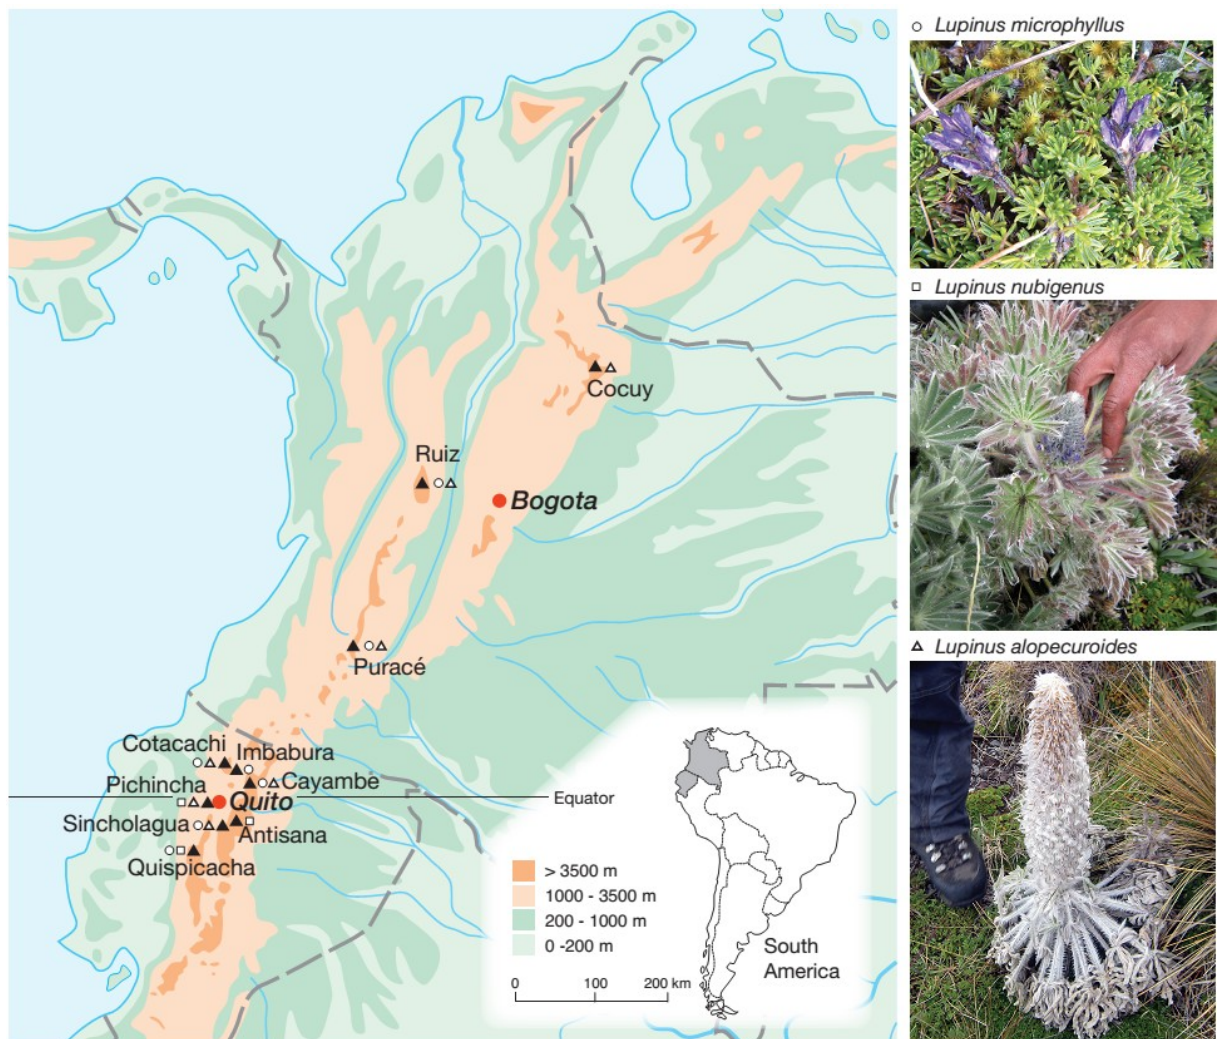 Lupinus microphyllus
Lupinus nubigenus
Lupinus alopecuroides
Cocuy
Ruiz
Bogota
Puracé
Cotacachi
Imbabura
Pichincha
Cayambe
Quito
Equator
Sincholagua
Antisana
Quispicacha
> 3500 m
1000 - 3500 m
200 - 1000 m
0 -200 m
0 100 200 km
South
America